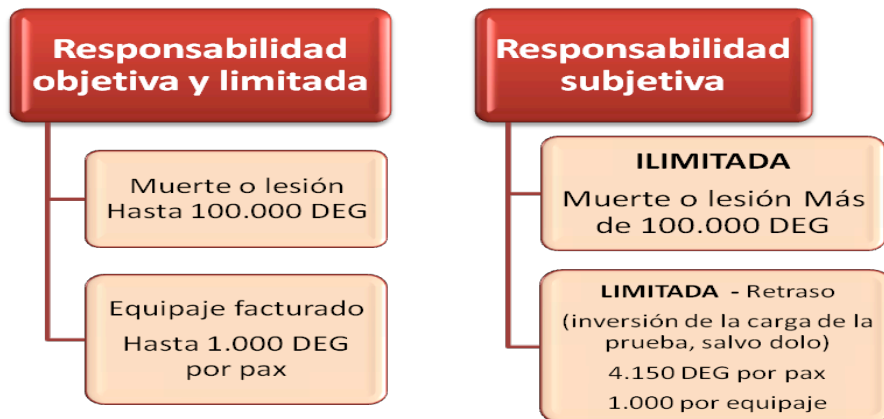 Responsabilidad
objetiva y limitada
Muerte o lesión
Hasta 100.000 DEG
Equipaje facturado
Hasta 1.000 DEG
por pax
Responsabilidad
subjetiva
ILIMITADA
Muerte o lesión Más
de 100.000 DEG
LIMITADA - Retraso
(inversión de la carga de la
prueba, salvo dolo)
4.150 DEG por pax
1.000 por equipaje